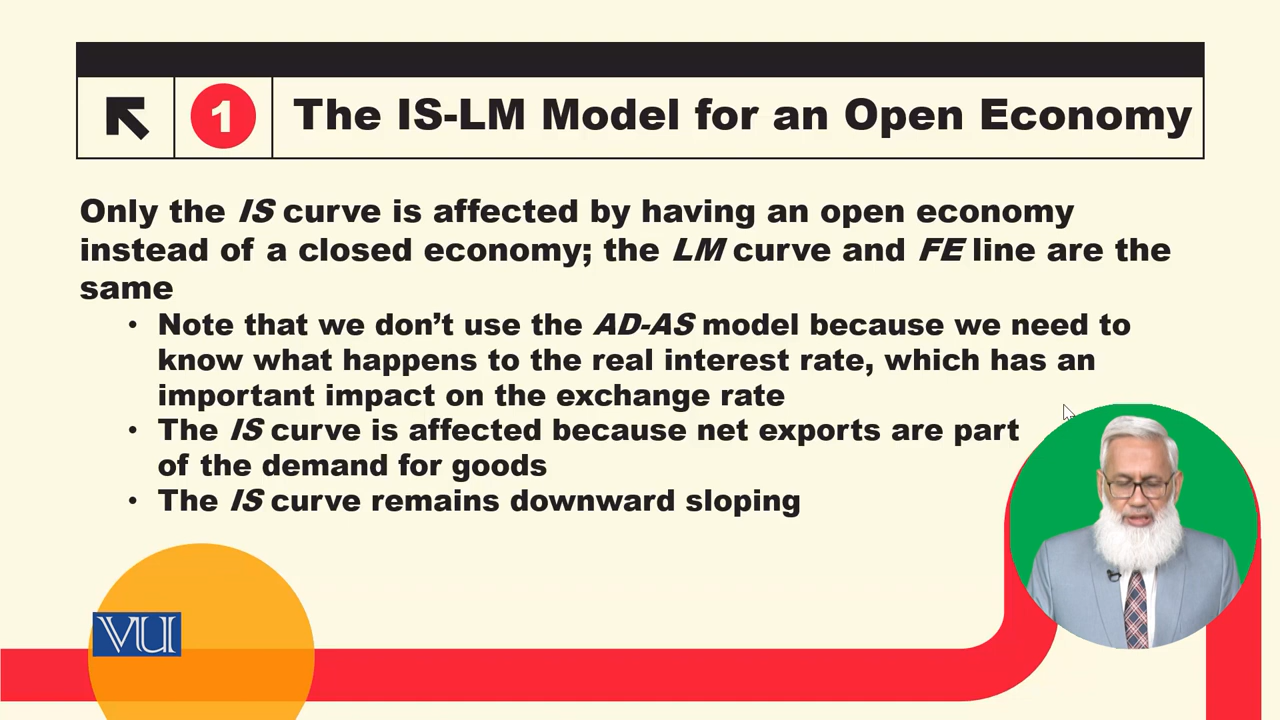 1
The IS-LM Model for an Open Economy
Only the IS curve is affected by having an open economy
instead of a closed economy; the LM curve and FE line are the
same
• Note that we don’t use the AD-AS model because we need to
know what happens to the real interest rate, which has an
important impact on the exchange rate
• The IS curve is affected because net exports are part
of the demand for goods
• The IS curve remains downward sloping
VU